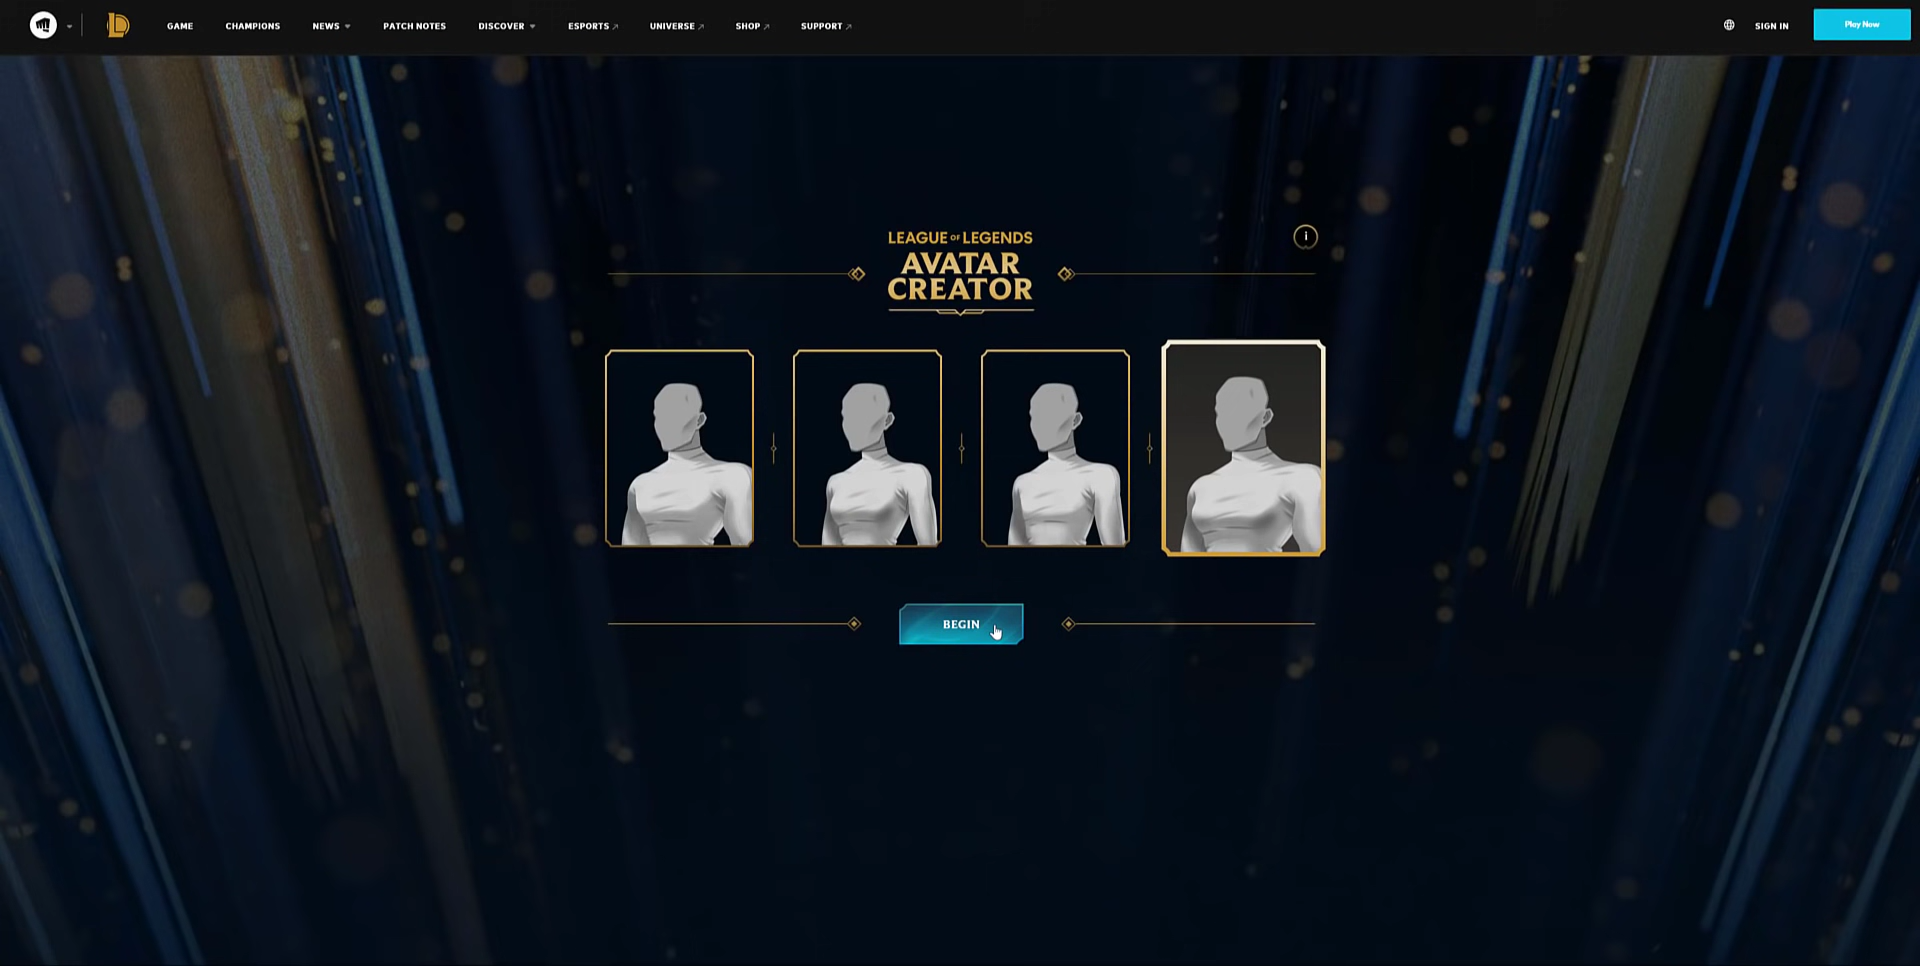 GAME CHAMPIONS NEWS PATCH NOTES DISCOVER ESPORTS UNIVERSE SHOP SUPPORT SIGN IN Play Now
LEAGUE OF LEGENDS
AVATAR
CREATOR
i
BEGIN